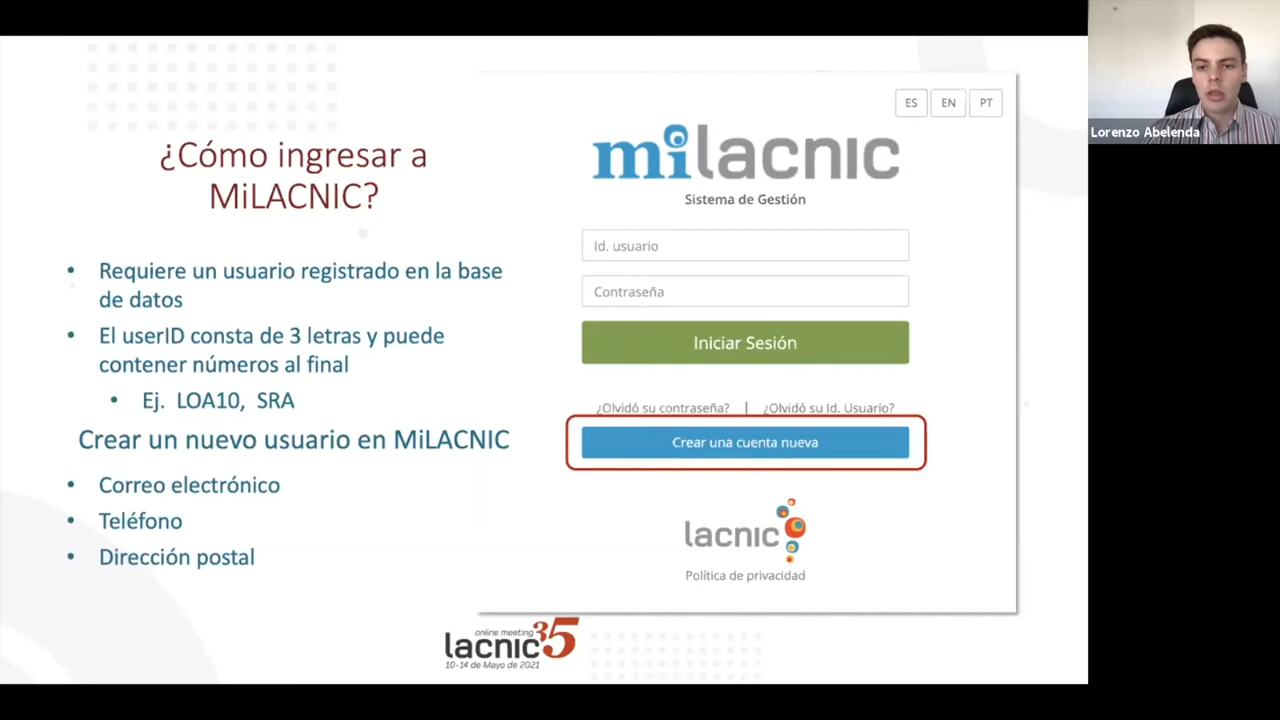 ¿Cómo ingresar a
MiLACNIC?
Requiere un usuario registrado en la base
de datos
El userID consta de 3 letras y puede
contener números al final
Ej. LOA10, SRA
Crear un nuevo usuario en MiLACNIC
Correo electrónico
Teléfono
Dirección postal
ES EN PT
milacnic
Sistema de Gestión
Id. usuario
Contraseña
Iniciar Sesión
¿Olvidó su contraseña? | ¿Olvidó su Id. Usuario?
Crear una cuenta nueva
lacnic
Política de privacidad
online meeting
lacnic35
10-14 de Mayo de 2021
Lorenzo Abelenda